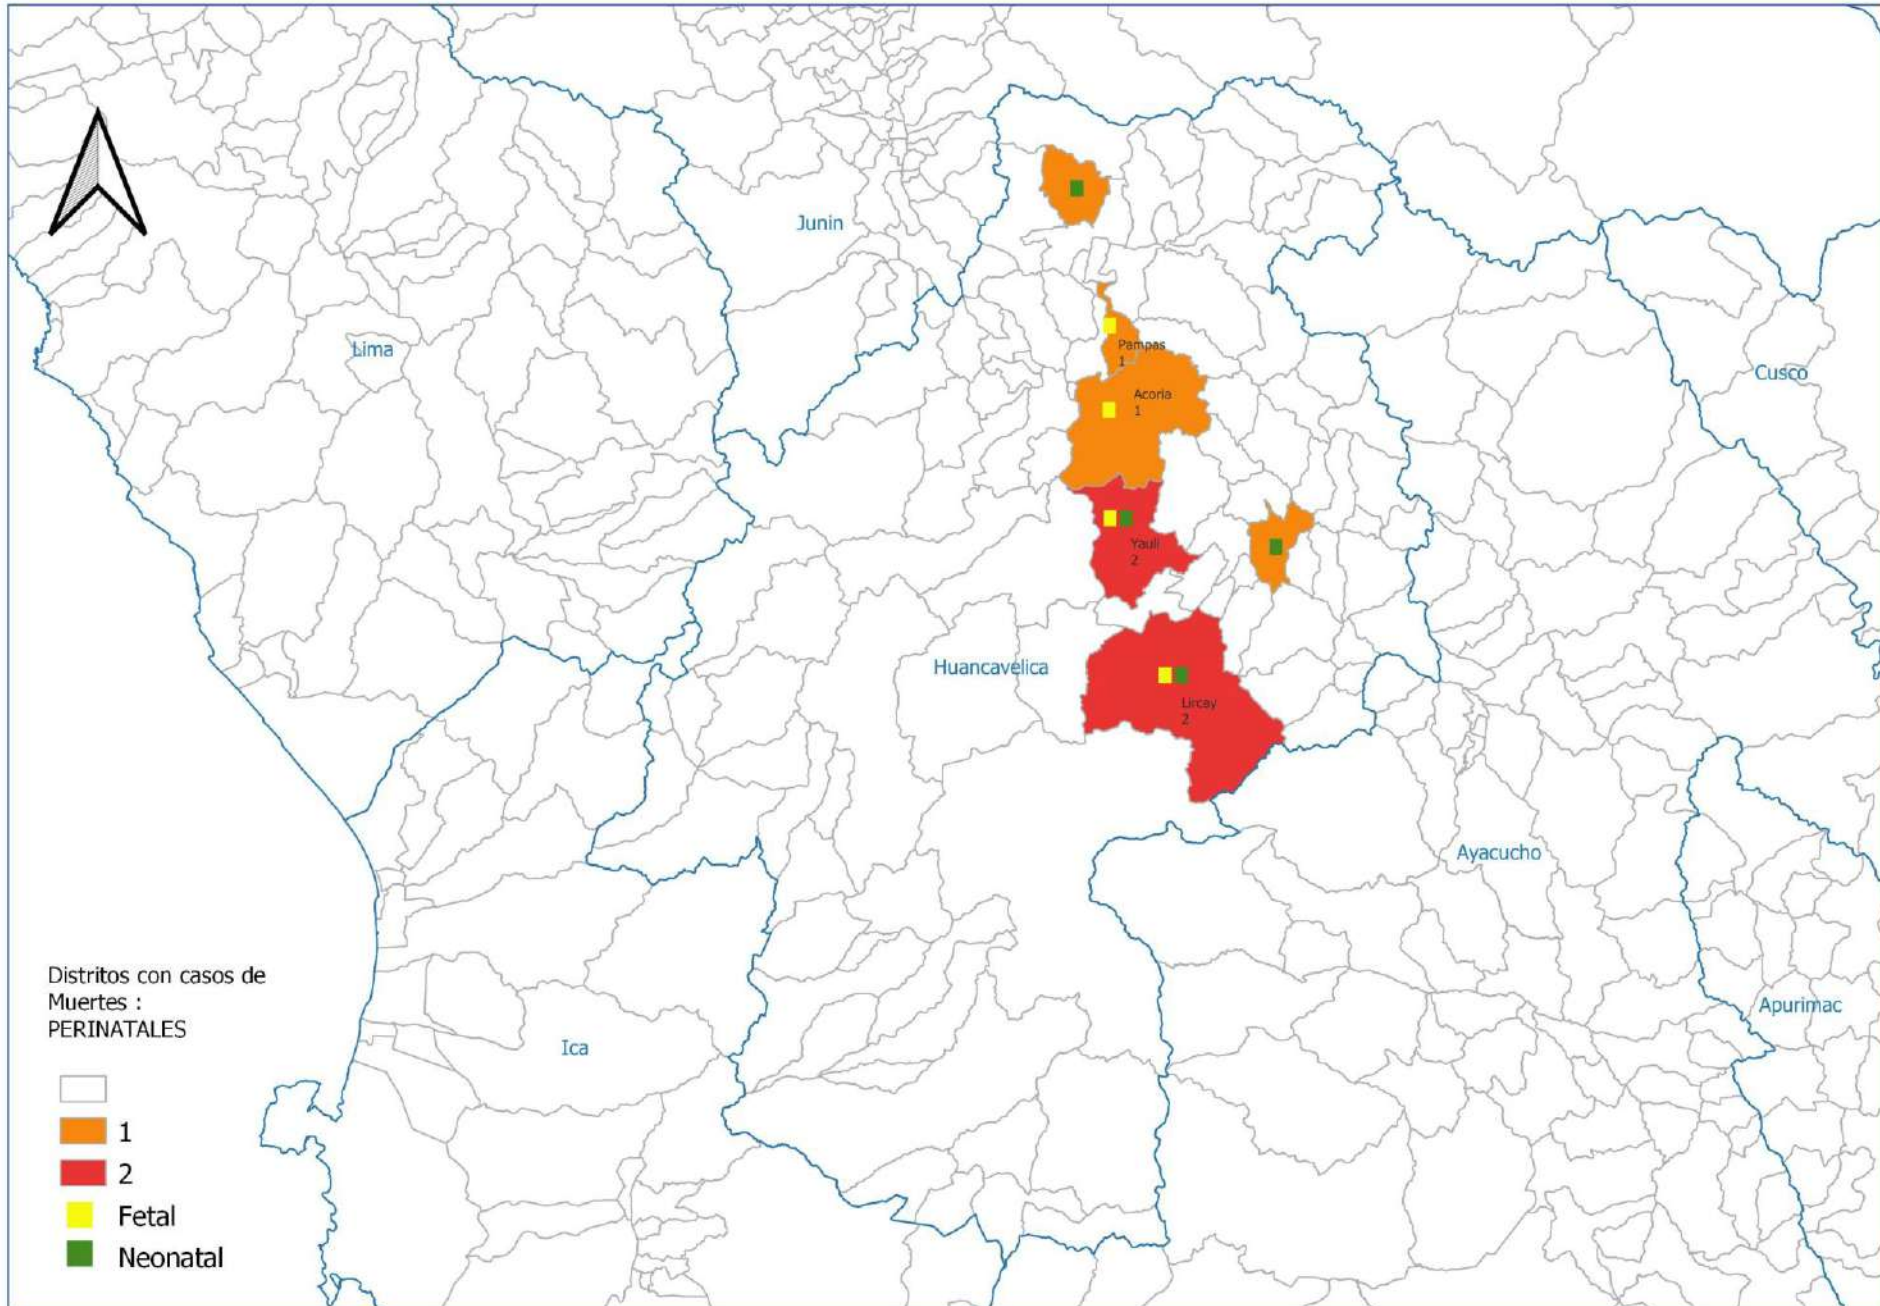 Junin
Lima
Pampas
1
Cusco
Acoria
1
Yauli
2
Huancavelica
Lircay
2
Ayacucho
Distritos con casos de
Muertes :
PERINATALES
Apurimac
Ica
1
2
Fetal
Neonatal